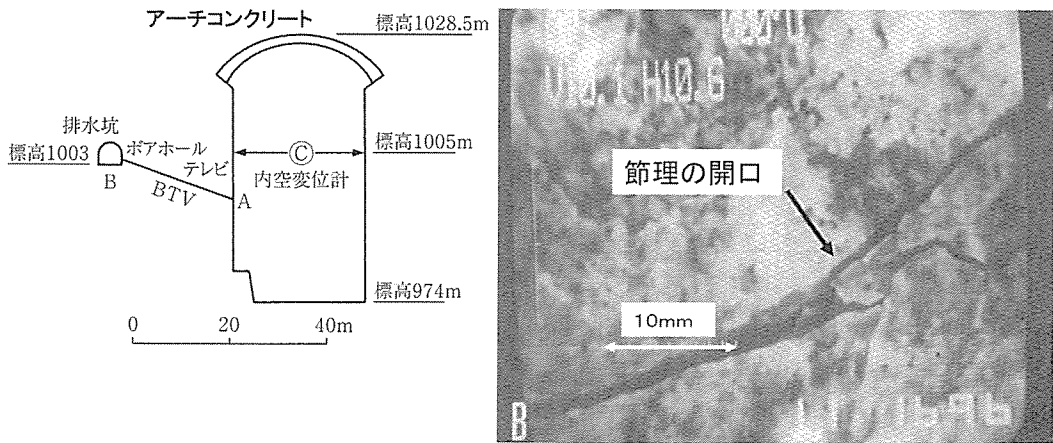 アーチコンクリート
標高1028.5m
排水坑
標高1003
ボアホール
テレビ
B
BTV
A
C
内空変位計
標高1005m
標高974m
0 20 40m
H10.6
節理の開口
10mm
B